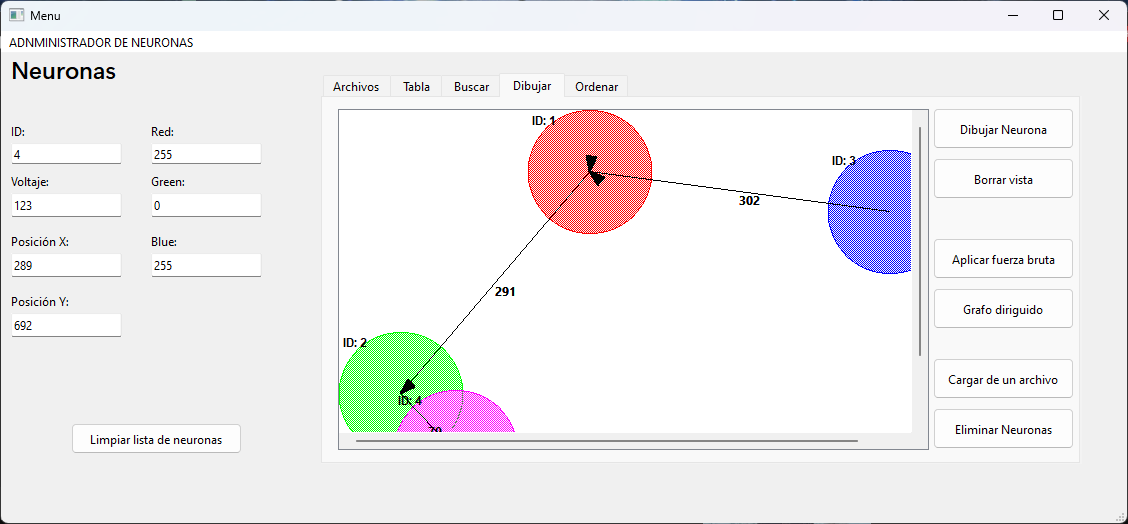 Menu
ADNMINISTRADOR DE NEURONAS
Neuronas
ID:
Red:
4
255
Voltaje:
Green:
123
0
Posición X:
Blue:
289
255
Posición Y:
692
Limpiar lista de neuronas
Archivos
Tabla
Buscar
Dibujar
Ordenar
ID: 1
ID: 3
302
291
ID: 2
ID: 4
79
Dibujar Neurona
Borrar vista
Aplicar fuerza bruta
Grafo diriguido
Cargar de un archivo
Eliminar Neuronas